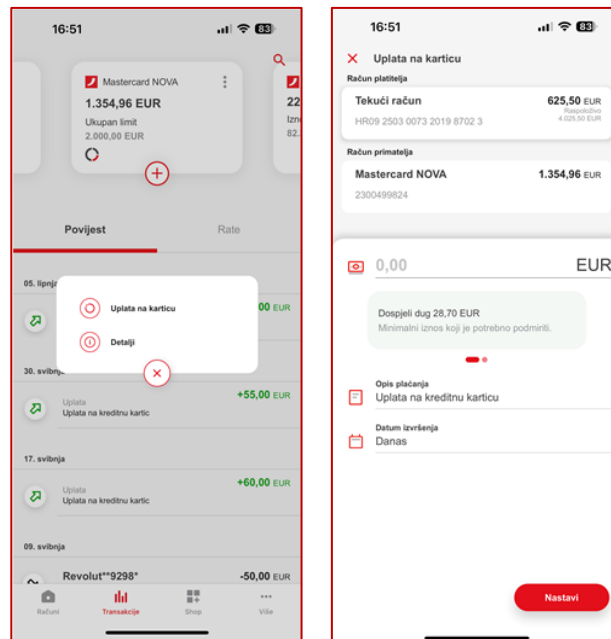 16:51
83
Mastercard NOVA
1.354,96 EUR
Ukupan limit
2.000,00 EUR
22
Izno
82.
Povijest
Rate
05. lipnja
Uplata na karticu
00 EUR
Detalji
30. svibnja
+55,00 EUR
Uplata
Uplata na kreditnu kartic
17. svibnja
+60,00 EUR
Uplata
Uplata na kreditnu kartic
09. svibnja
Revolut**9298*
-50,00 EUR
Računi
Transakcije
Shop
Više
16:51
83
Uplata na karticu
Račun platitelja
Tekući račun
625,50 EUR
Raspoloživo
HR09 2503 0073 2019 8702 3
4.025,50 EUR
Račun primatelja
Mastercard NOVA
1.354,96 EUR
2300499824
0,00
EUR
Dospjeli dug 28,70 EUR
Minimalni iznos koji je potrebno podmiriti.
Opis plaćanja
Uplata na kreditnu karticu
Datum izvršenja
Danas
Nastavi